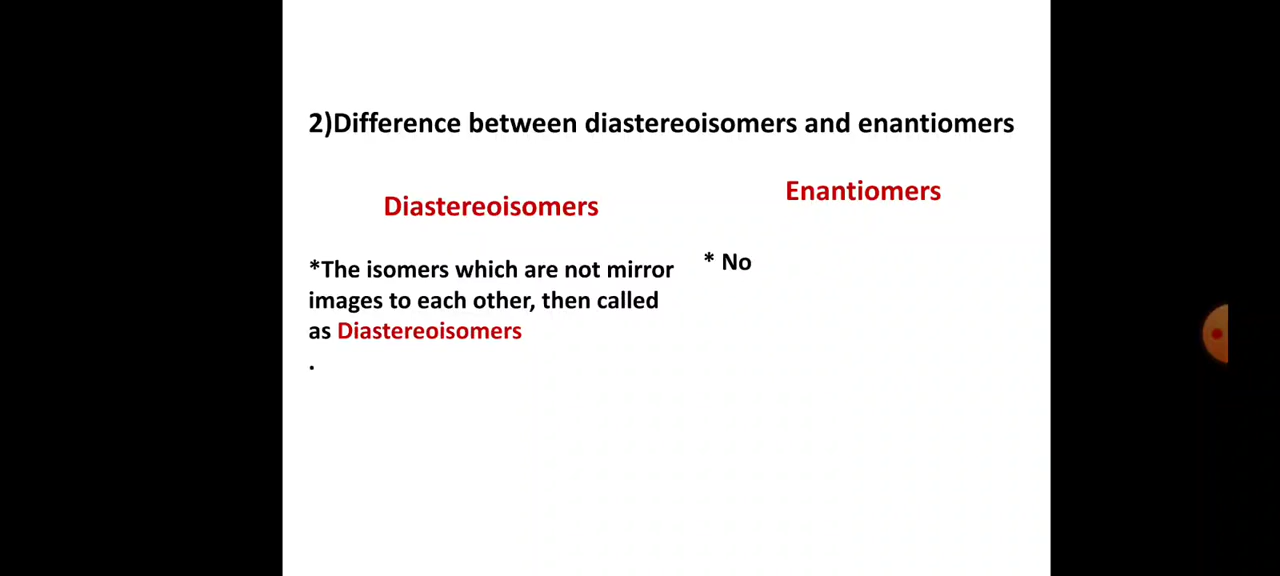 2)Difference between diastereoisomers and enantiomers
Diastereoisomers
Enantiomers
*The isomers which are not mirror
images to each other, then called
as Diastereoisomers
.
* No